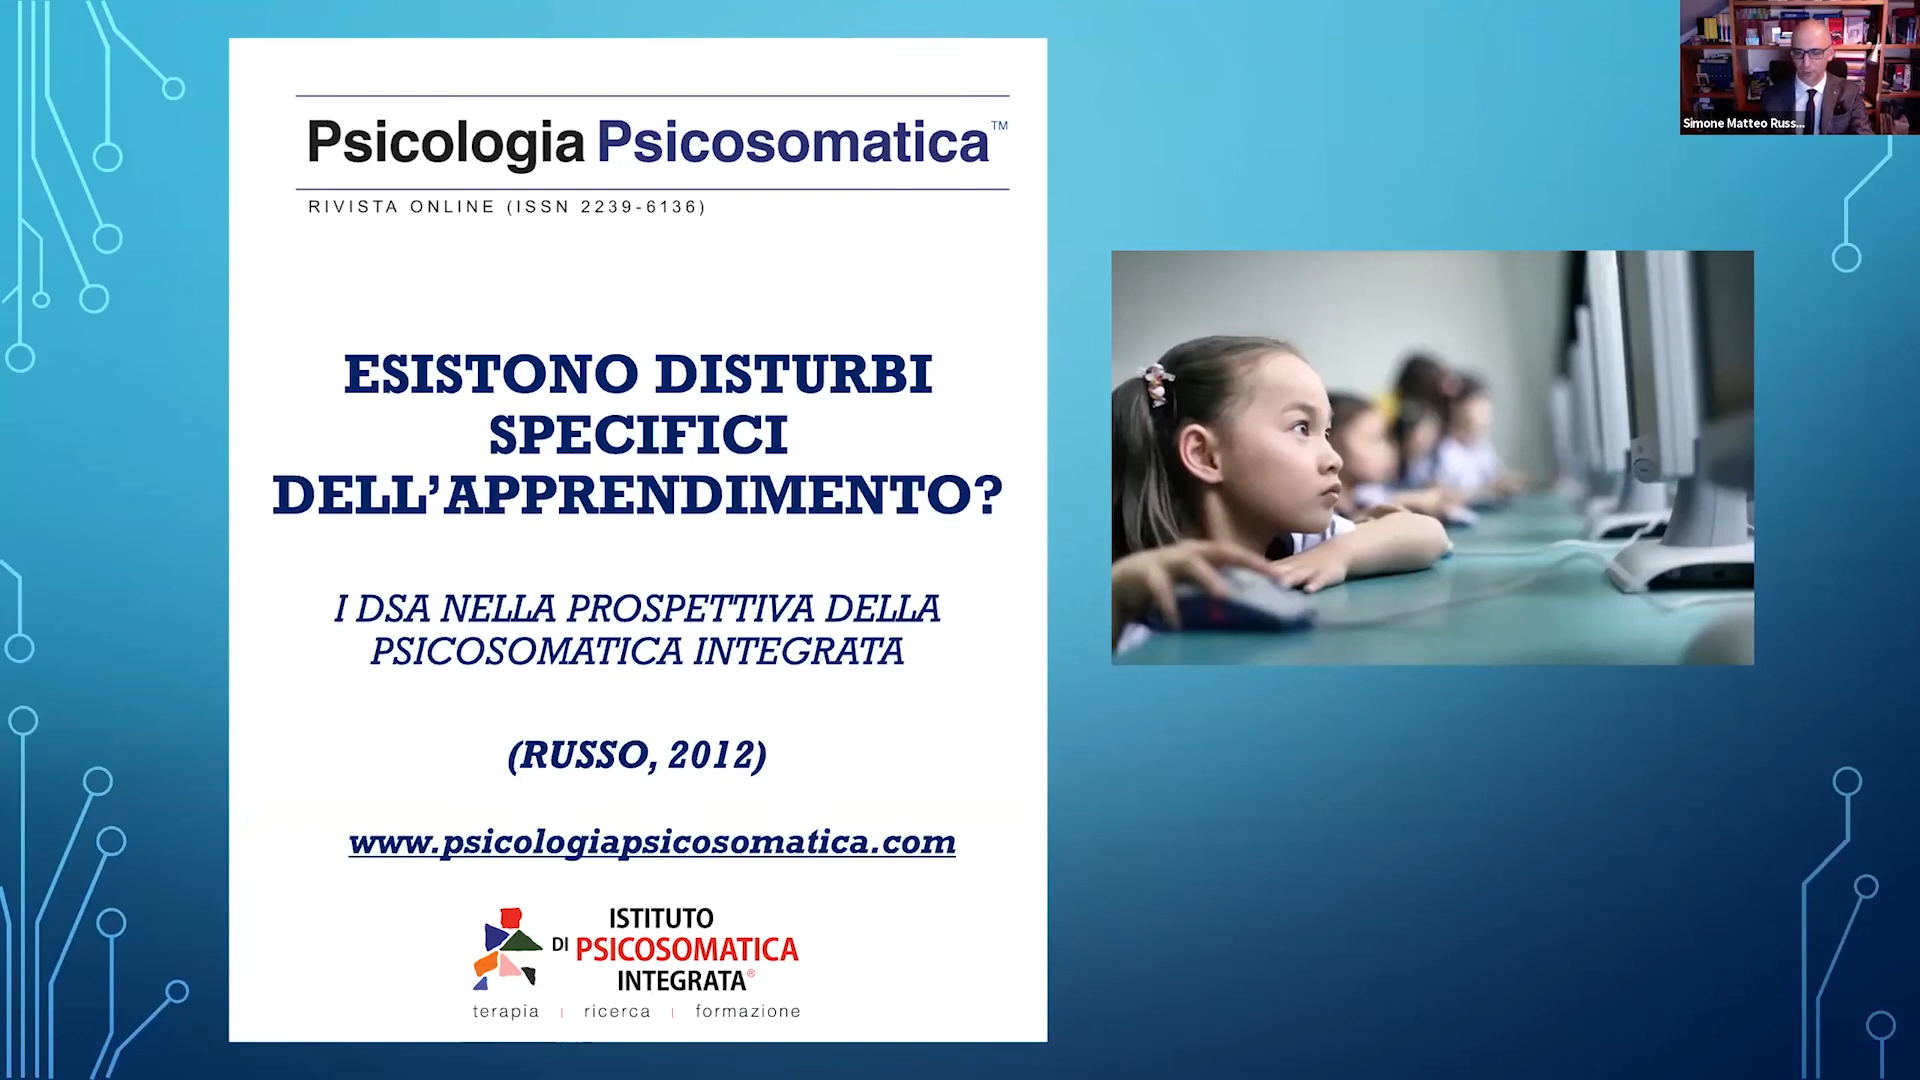 Psicologia Psicosomatica™
RIVISTA ONLINE (ISSN 2239-6136)
ESISTONO DISTURBI
SPECIFICI
DELL’APPRENDIMENTO?
I DSA NELLA PROSPETTIVA DELLA
PSICOSOMATICA INTEGRATA
(RUSSO, 2012)
www.psicologiapsicosomatica.com
ISTITUTO
DI PSICOSOMATICA
INTEGRATA®
terapia | ricerca | formazione
Simone Matteo Russ...